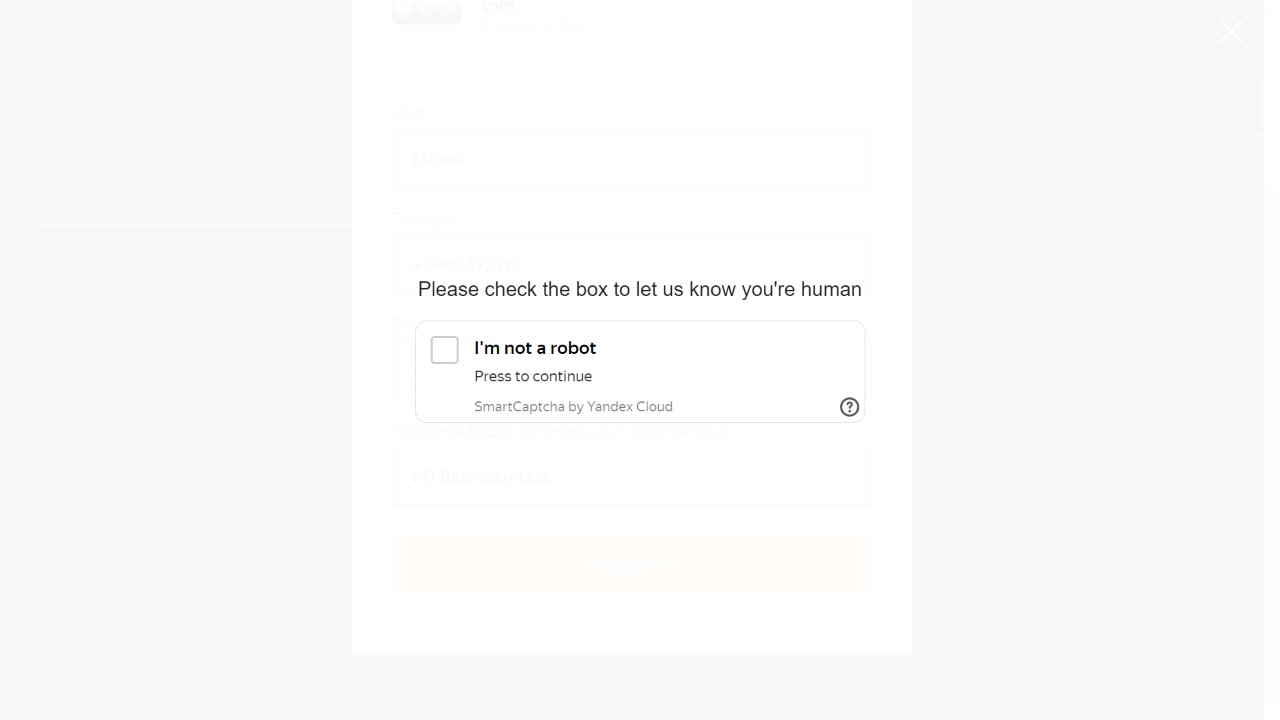 сорт"
Имя *
Мария
Телефон *
+79986572413
Please check the box to let us know you're human
I'm not a robot
Press to continue
SmartCaptcha by Yandex Cloud
Название Вашей организации / частное лицо
ИП Долговых М.И.